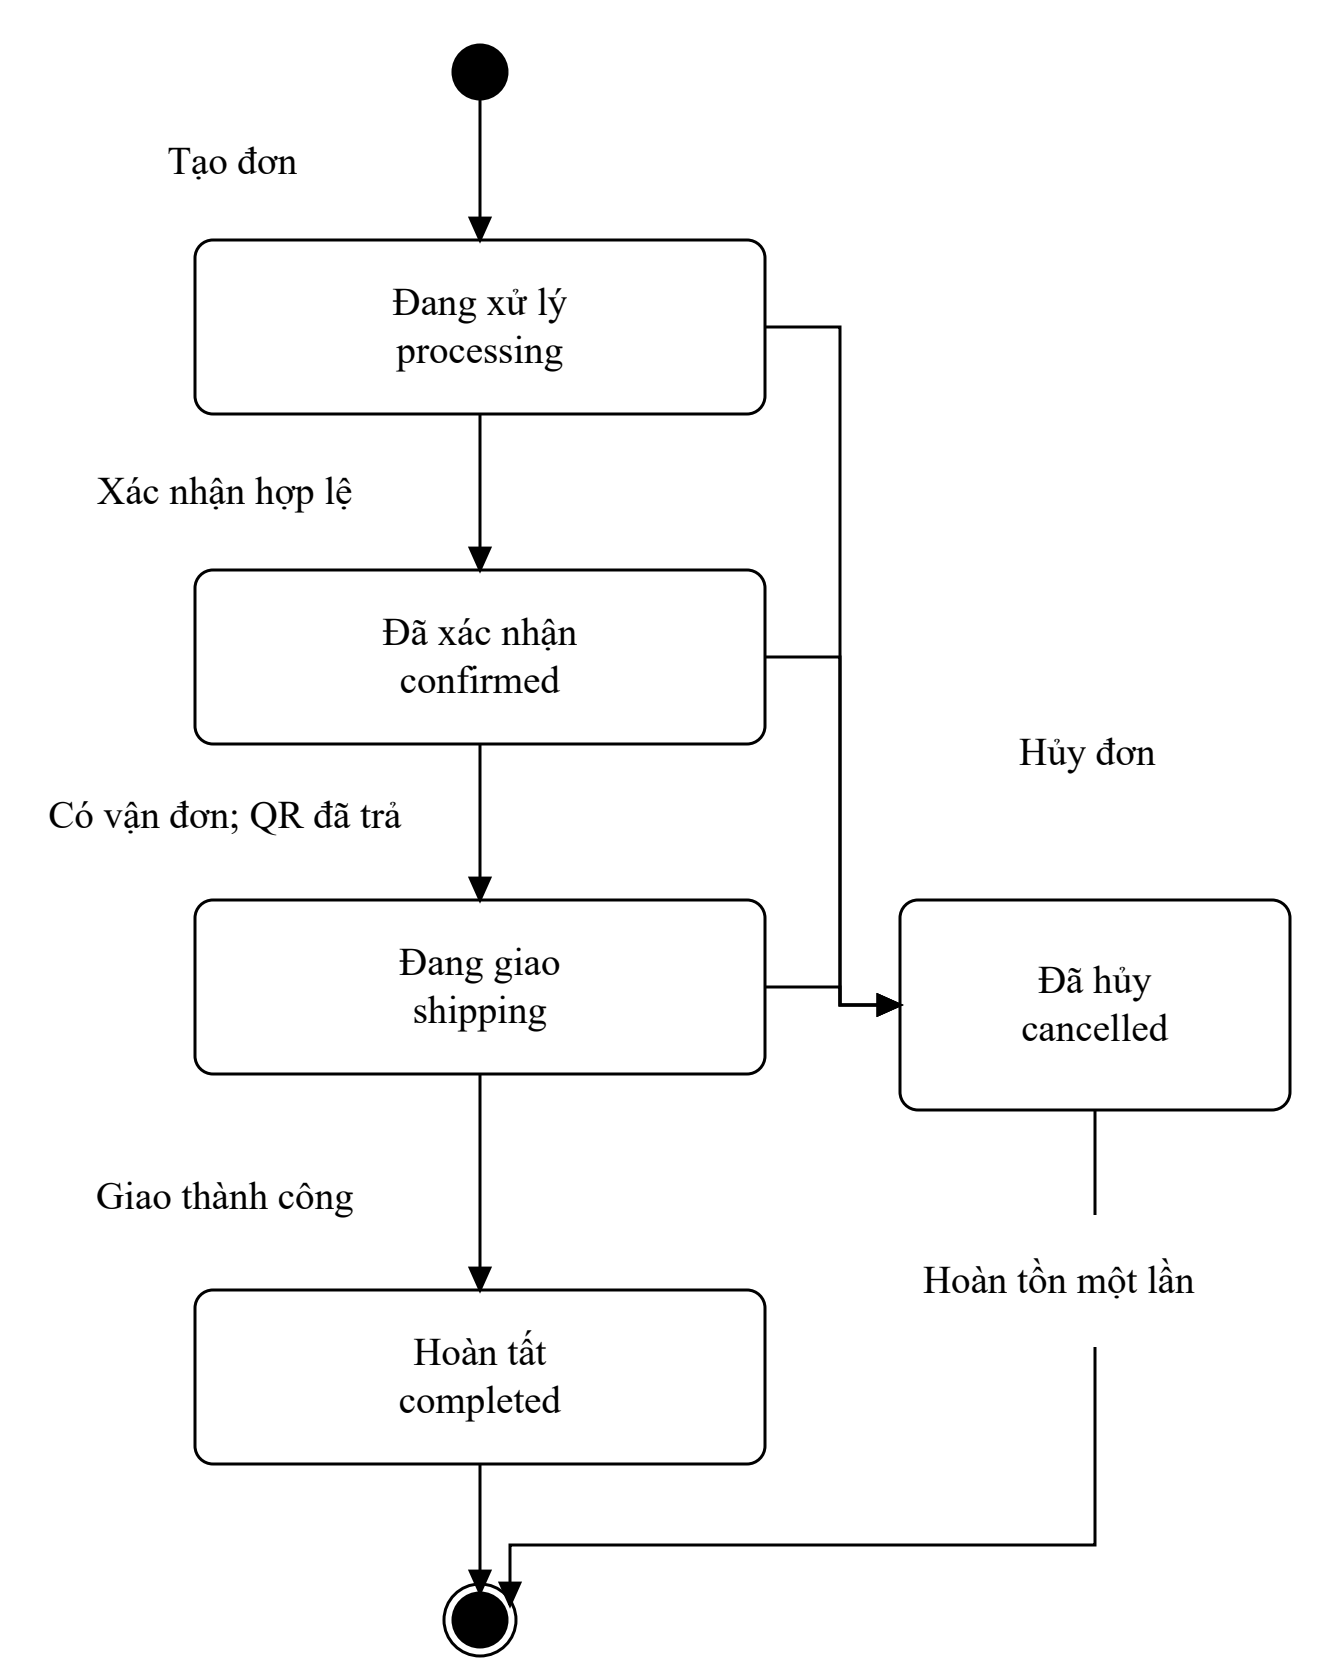 Tạo đơn
Đang xử lý
processing
Xác nhận hợp lệ
Đã xác nhận
confirmed
Hủy đơn
Có vận đơn; QR đã trả
Đang giao
shipping
Đã hủy
cancelled
Giao thành công
Hoàn tồn một lần
Hoàn tất
completed